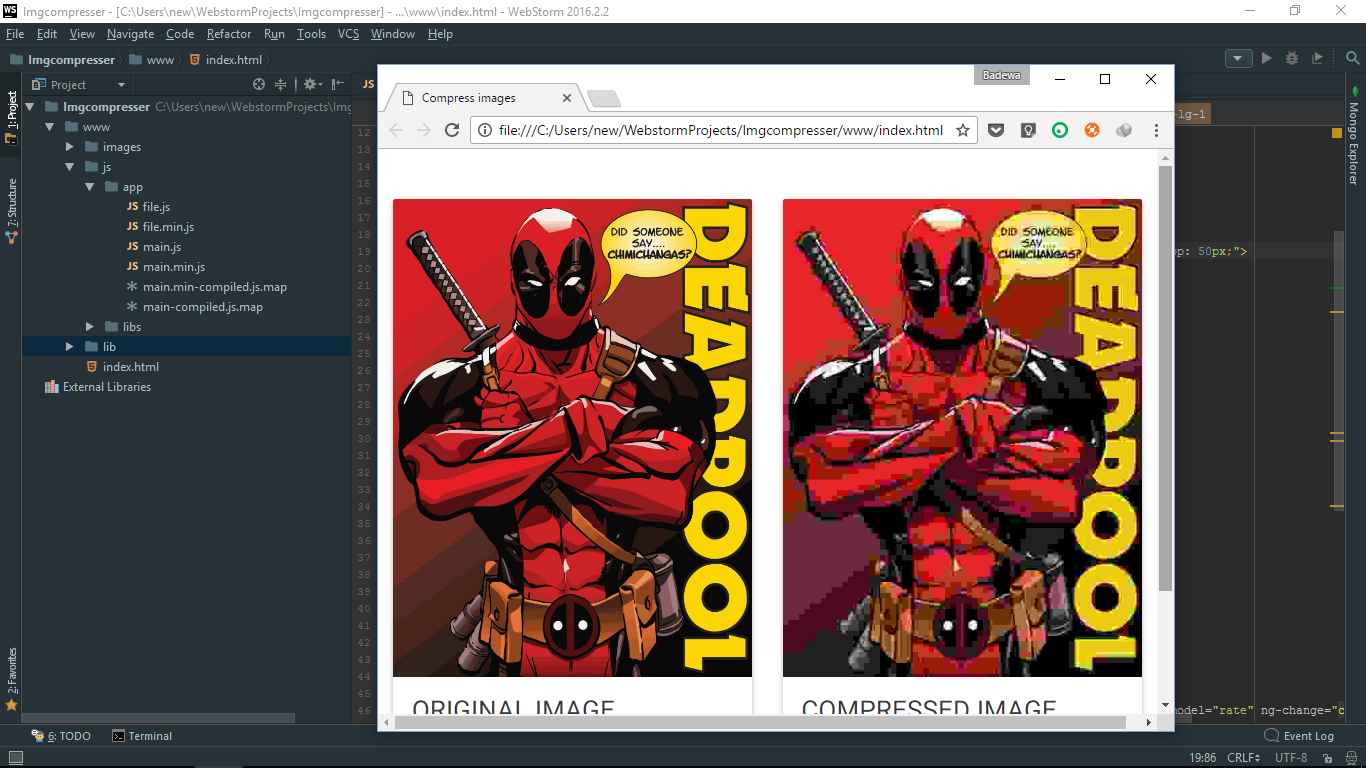 WS Imgcompresser - [C:\Users\new\WebstormProjects\Imgcompresser] - ...\www\index.html - WebStorm 2016.2.2
File Edit View Navigate Code Refactor Run Tools VCS Window Help
Imgcompresser www index.html
Badewa
Compress images
file:///C:/Users/new/WebstormProjects/Imgcompresser/www/index.html
Project
JS
-lg-1
1: Project
7: Structure
2: Favorites
Mongo Explorer
Imgcompresser C:\Users\new\WebstormProjects\Img
www
images
js
app
JS file.js
JS file.min.js
JS main.js
JS main.min.js
main.min-compiled.js.map
main-compiled.js.map
libs
lib
index.html
External Libraries
12
13
14
15
16
17
18
19
20
21
22
23
24
25
26
27
28
29
30
31
32
33
34
35
36
37
38
39
40
41
42
43
44
45
46
op: 50px;">
DID SOMEONE
SAY....
CHIMICHANGAS?
DEADPOOL
DID SOMEONE
SAY....
CHIMICHANGAS?
DEADPOOL
ORIGINAL IMAGE
COMPRESSED IMAGE
model="rate" ng-change="c
6: TODO Terminal Event Log
19:86 CRLF UTF-8